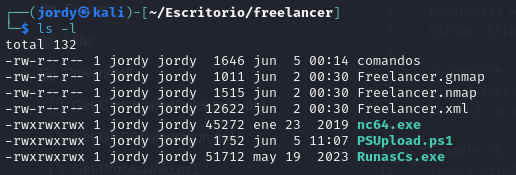 ┌──(jordy㉿kali)-[~/Escritorio/freelancer]
└─$ ls -l
total 132
-rw-r--r-- 1 jordy jordy  1646 jun  5 00:14 comandos
-rw-r--r-- 1 jordy jordy  1011 jun  2 00:30 Freelancer.gnmap
-rw-r--r-- 1 jordy jordy  1515 jun  2 00:30 Freelancer.nmap
-rw-r--r-- 1 jordy jordy 12622 jun  2 00:30 Freelancer.xml
-rwxrwxrwx 1 jordy jordy 45272 ene 23  2019 nc64.exe
-rwxrwxrwx 1 jordy jordy  1752 jun  5 11:07 PSUpload.ps1
-rwxrwxrwx 1 jordy jordy 51712 may 19  2023 RunasCs.exe